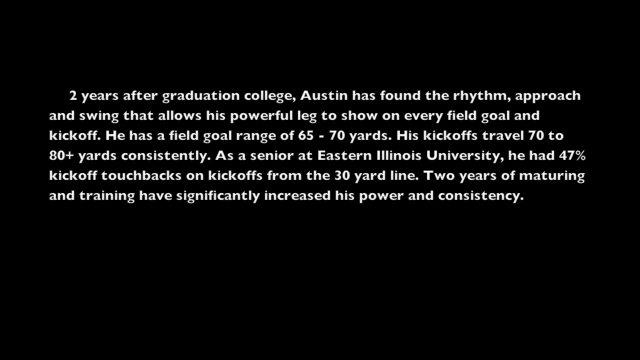 2 years after graduation college, Austin has found the rhythm, approach
and swing that allows his powerful leg to show on every field goal and
kickoff. He has a field goal range of 65 - 70 yards. His kickoffs travel 70 to
80+ yards consistently. As a senior at Eastern Illinois University, he had 47%
kickoff touchbacks on kickoffs from the 30 yard line. Two years of maturing
and training have significantly increased his power and consistency.